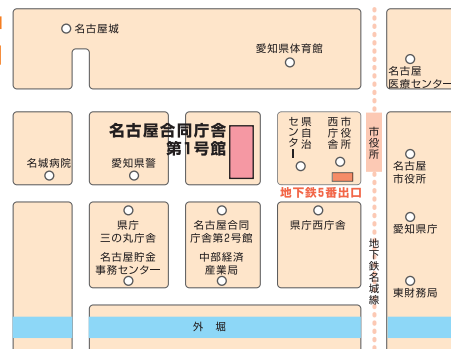 名古屋城
愛知県体育館
名古屋
医療センター
名古屋合同庁舎
第1号館
県自治
センター
市役所
西庁舎
市役所
名城病院
愛知県警
名古屋
市役所
地下鉄5番出口
県庁
三の丸庁舎
名古屋合同
庁舎第2号館
県庁西庁舎
愛知県庁
名古屋貯金
事務センター
中部経済
産業局
地下鉄名城線
東財務局
外 堀